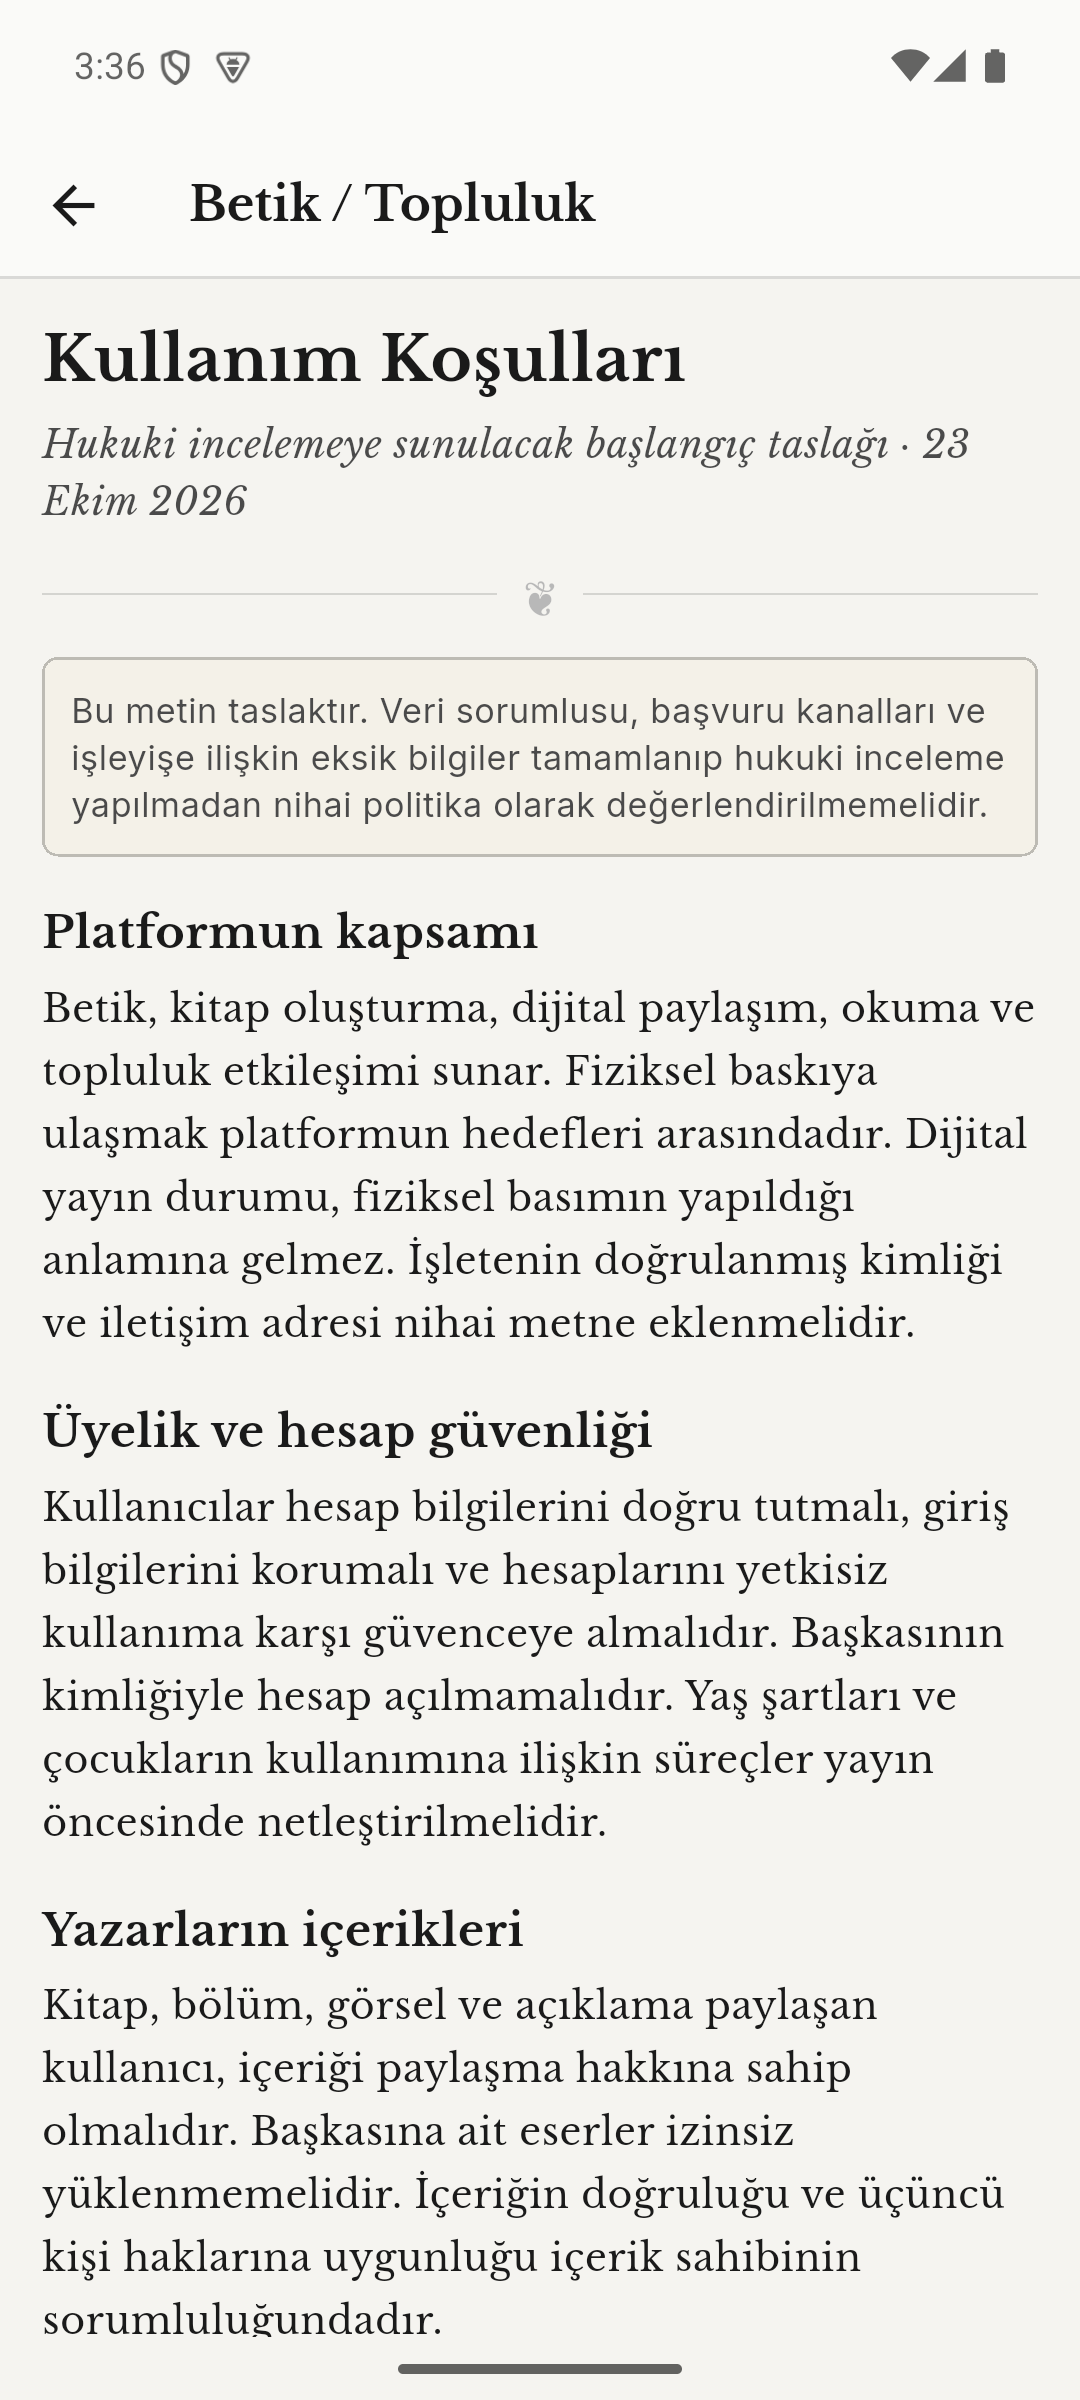 3:36
Betik / Topluluk
Kullanım Koşulları
Hukuki incelemeye sunulacak başlangıç taslağı · 23
Ekim 2026
Bu metin taslaktır. Veri sorumlusu, başvuru kanalları ve
işleyişe ilişkin eksik bilgiler tamamlanıp hukuki inceleme
yapılmadan nihai politika olarak değerlendirilmemelidir.
Platformun kapsamı
Betik, kitap oluşturma, dijital paylaşım, okuma ve
topluluk etkileşimi sunar. Fiziksel baskıya
ulaşmak platformun hedefleri arasındadır. Dijital
yayın durumu, fiziksel basımın yapıldığı
anlamına gelmez. İşletenin doğrulanmış kimliği
ve iletişim adresi nihai metne eklenmelidir.
Üyelik ve hesap güvenliği
Kullanıcılar hesap bilgilerini doğru tutmalı, giriş
bilgilerini korumalı ve hesaplarını yetkisiz
kullanıma karşı güvenceye almalıdır. Başkasının
kimliğiyle hesap açılmamalıdır. Yaş şartları ve
çocukların kullanımına ilişkin süreçler yayın
öncesinde netleştirilmelidir.
Yazarların içerikleri
Kitap, bölüm, görsel ve açıklama paylaşan
kullanıcı, içeriği paylaşma hakkına sahip
olmalıdır. Başkasına ait eserler izinsiz
yüklenmemelidir. İçeriğin doğruluğu ve üçüncü
kişi haklarına uygunluğu içerik sahibinin
sorumluluğundadır.